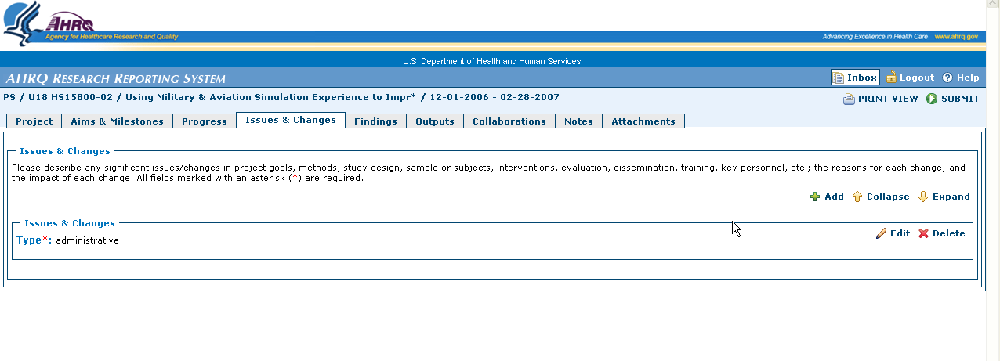 AHRQ
Agency for Healthcare Research and Quality
Advancing Excellence in Health Care www.ahrq.gov
U.S. Department of Health and Human Services
AHRQ RESEARCH REPORTING SYSTEM
Inbox Logout Help
PS / U18 HS15800-02 / Using Military & Aviation Simulation Experience to Impr* / 12-01-2006 - 02-28-2007
PRINT VIEW SUBMIT
Project Aims & Milestones Progress Issues & Changes Findings Outputs Collaborations Notes Attachments
Issues & Changes
Please describe any significant issues/changes in project goals, methods, study design, sample or subjects, interventions, evaluation, dissemination, training, key personnel, etc.; the reasons for each change; and
the impact of each change. All fields marked with an asterisk (*) are required.
Add Collapse Expand
Issues & Changes
Type*: administrative
Edit Delete